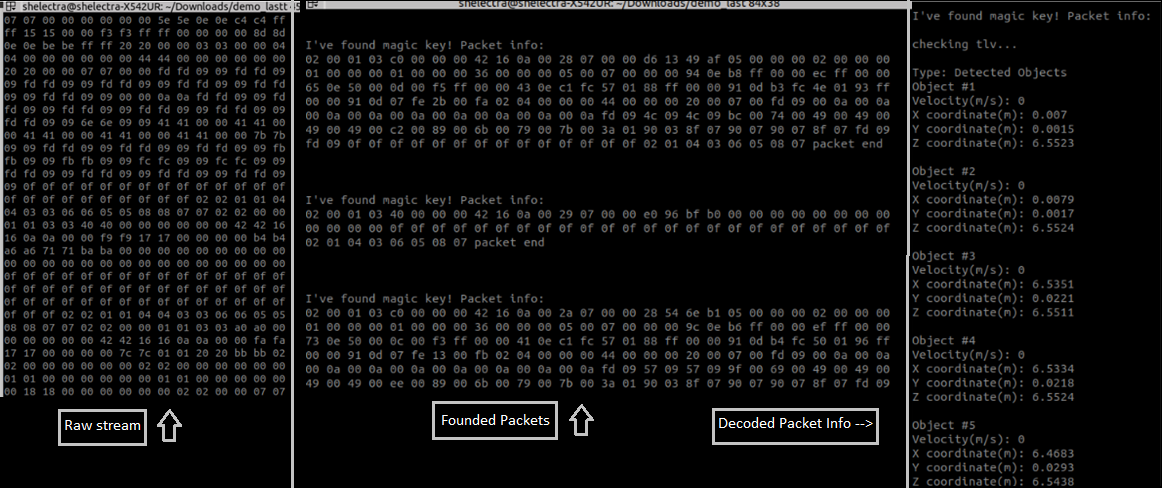 shelectra@shelectra-X542UR: ~/Downloads/demo_lastt
07 07 00 00 00 00 00 00 5e 5e 0e 0e c4 c4 ff
ff 15 15 00 00 f3 f3 ff ff 00 00 00 00 8d 8d
0e 0e be be ff ff 20 20 00 00 03 03 00 00 04
04 00 00 00 00 00 44 44 00 00 00 00 00 00
20 20 00 00 07 07 00 00 fd fd 09 09 fd fd 09
09 fd fd 09 09 fd fd 09 09 fd fd 09 09 fd fd
09 09 fd fd 09 09 00 00 0a 0a fd fd 09 09 fd
fd 09 09 fd fd 09 09 fd fd 09 09 fd fd 09 09
fd fd 09 09 6e 6e 09 09 41 41 00 00 41 41 00
00 41 41 00 00 41 41 00 00 41 41 00 00 7b 7b
09 09 fd fd 09 09 fd fd 09 09 fd fd 09 09 fb
fb 09 09 fb fb 09 09 fc fc 09 09 fc fc 09 09
fd fd 09 09 fd fd 09 09 fd fd 09 09 fd fd 09
09 0f 0f 0f 0f 0f 0f 0f 0f 0f 0f 0f 0f 0f 0f
0f 0f 0f 0f 0f 0f 0f 0f 0f 02 02 01 01 04
04 03 03 06 06 05 05 08 08 07 07 02 02 00 00
01 01 03 03 40 40 00 00 00 00 00 00 42 42 16
16 0a 0a 00 00 f9 f9 17 17 00 00 00 00 b4 b4
a6 a6 71 71 ba ba 00 00 00 00 00 00 00 00 00
00 00 00 00 00 00 00 00 00 00 00 00 00 00 00
0f 0f 0f 0f 0f 0f 0f 0f 0f 0f 0f 0f 0f 0f 0f
0f 0f 0f 0f 0f 0f 0f 0f 0f 0f 0f 0f 0f 0f 0f
0f 0f 0f 0f 0f 0f 0f 0f 0f 0f 0f 0f 0f 0f 0f
0f 0f 0f 02 02 01 01 04 04 03 03 06 06 05 05
08 08 07 07 02 02 00 00 01 01 03 03 a0 a0 00
00 00 00 00 00 42 42 16 16 0a 0a 00 00 fa fa
17 17 00 00 00 00 7c 7c 01 01 20 20 bb bb 02
02 00 00 00 00 00 00 02 02 00 00 00 00 00 00
01 01 00 00 00 00 00 00 01 01 00 00 00 00 00
00 18 18 00 00 00 00 00 00 02 02 00 00 07 07
Raw stream
shelectra@shelectra-X542UR: ~/Downloads/demo_last 84x38
I've found magic key! Packet info:
02 00 01 03 c0 00 00 00 42 16 0a 00 28 07 00 00 d6 13 49 af 05 00 00 00 02 00 00 00
01 00 00 00 01 00 00 00 36 00 00 00 05 00 07 00 00 00 94 0e b8 ff 00 00 ec ff 00 00
65 0e 50 00 0d 00 f5 ff 00 00 43 0e c1 fc 57 01 88 ff 00 00 91 0d b3 fc 4e 01 93 ff
00 00 91 0d 07 fe 2b 00 fa 02 04 00 00 00 44 00 00 00 20 00 07 00 fd 09 00 0a 00 0a
00 0a 00 0a 00 0a 00 0a 00 0a 00 0a 00 0a fd 09 4c 09 4c 09 bc 00 74 00 49 00 49 00
49 00 49 00 c2 00 89 00 6b 00 79 00 7b 00 3a 01 90 03 8f 07 90 07 90 07 8f 07 fd 09
fd 09 0f 0f 0f 0f 0f 0f 0f 0f 0f 0f 0f 0f 0f 0f 02 01 04 03 06 05 08 07 packet end
I've found magic key! Packet info:
02 00 01 03 40 00 00 00 42 16 0a 00 29 07 00 00 e0 96 bf b0 00 00 00 00 00 00 00 00
00 00 00 00 0f 0f 0f 0f 0f 0f 0f 0f 0f 0f 0f 0f 0f 0f 0f 0f 0f 0f 0f 0f 0f 0f 0f 0f
02 01 04 03 06 05 08 07 packet end
I've found magic key! Packet info:
02 00 01 03 c0 00 00 00 42 16 0a 00 2a 07 00 00 28 54 6e b1 05 00 00 00 02 00 00 00
01 00 00 00 01 00 00 00 36 00 00 00 05 00 07 00 00 00 9c 0e b6 ff 00 00 ef ff 00 00
73 0e 50 00 0c 00 f3 ff 00 00 41 0e c1 fc 57 01 88 ff 00 00 91 0d b4 fc 50 01 96 ff
00 00 91 0d 07 fe 13 00 fb 02 04 00 00 00 44 00 00 00 20 00 07 00 fd 09 00 0a 00 0a
00 0a 00 0a 00 0a 00 0a 00 0a 00 0a 00 0a fd 09 57 09 57 09 9f 00 69 00 49 00 49 00
49 00 49 00 ee 00 89 00 6b 00 79 00 7b 00 3a 01 90 03 8f 07 90 07 90 07 8f 07 fd 09
Founded Packets
Decoded Packet Info -->
I've found magic key! Packet info:
checking tlv...
Type: Detected Objects
Object #1
Velocity(m/s): 0
X coordinate(m): 0.007
Y coordinate(m): 0.0015
Z coordinate(m): 6.5523
Object #2
Velocity(m/s): 0
X coordinate(m): 0.0079
Y coordinate(m): 0.0017
Z coordinate(m): 6.5524
Object #3
Velocity(m/s): 0
X coordinate(m): 6.5351
Y coordinate(m): 0.0221
Z coordinate(m): 6.5511
Object #4
Velocity(m/s): 0
X coordinate(m): 6.5334
Y coordinate(m): 0.0218
Z coordinate(m): 6.5524
Object #5
Velocity(m/s): 0
X coordinate(m): 6.4683
Y coordinate(m): 0.0293
Z coordinate(m): 6.5438